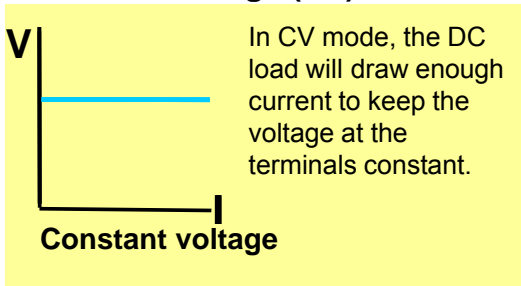 V
In CV mode, the DC
load will draw enough
current to keep the
voltage at the
terminals constant.
I
Constant voltage